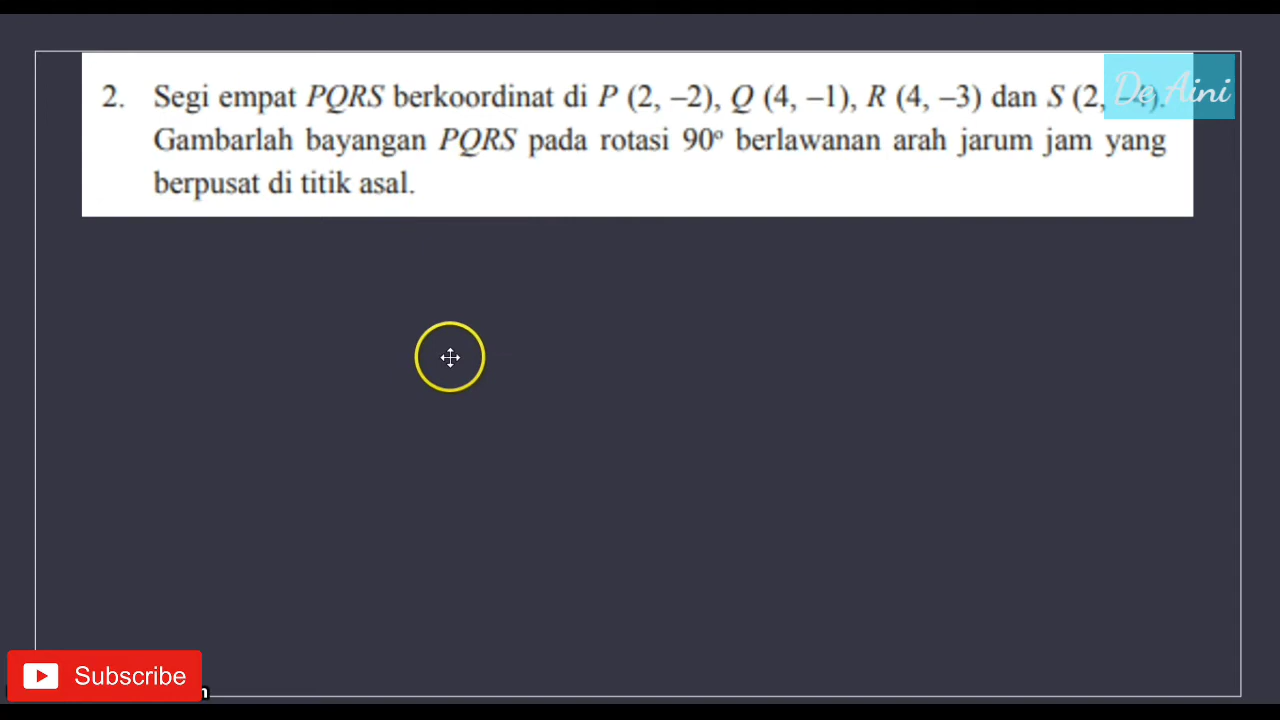 2. Segi empat PQRS berkoordinat di P (2, –2), Q (4, –1), R (4, –3) dan S (2, –4).
De Aini
Gambarlah bayangan PQRS pada rotasi 90° berlawanan arah jarum jam yang
berpusat di titik asal.
Subscribe